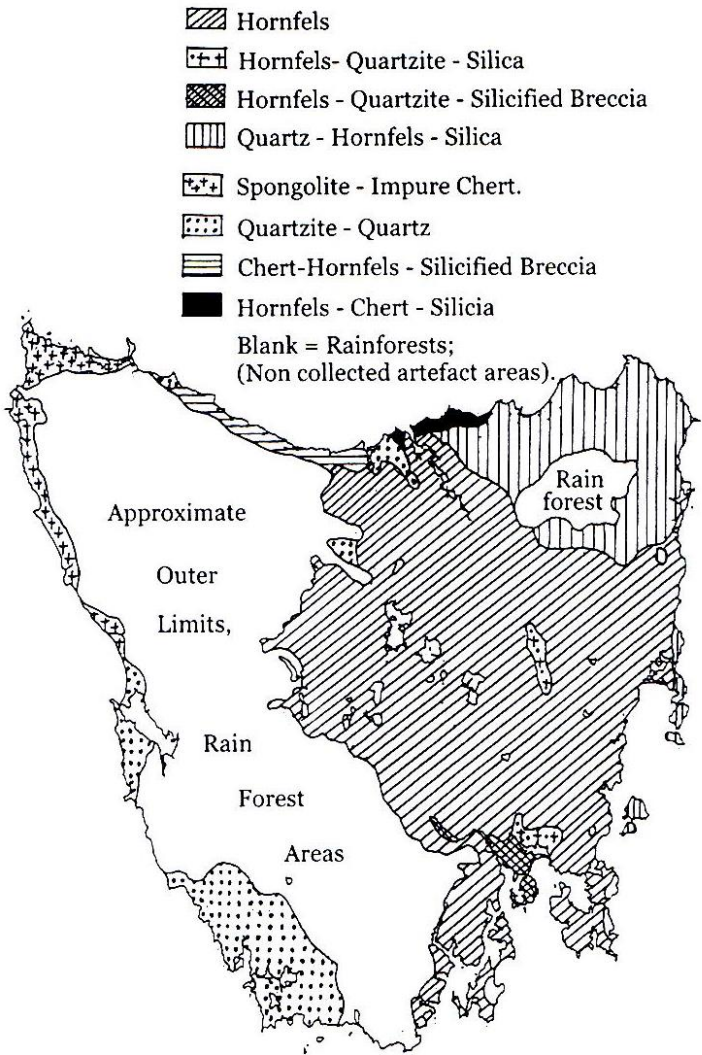 Hornfels
Hornfels- Quartzite - Silica
Hornfels - Quartzite - Silicified Breccia
Quartz - Hornfels - Silica
Spongolite - Impure Chert.
Quartzite - Quartz
Chert-Hornfels - Silicified Breccia
Hornfels - Chert - Silicia
Blank = Rainforests;
(Non collected artefact areas).
Rain
forest
Approximate
Outer
Limits,
Rain
Forest
Areas